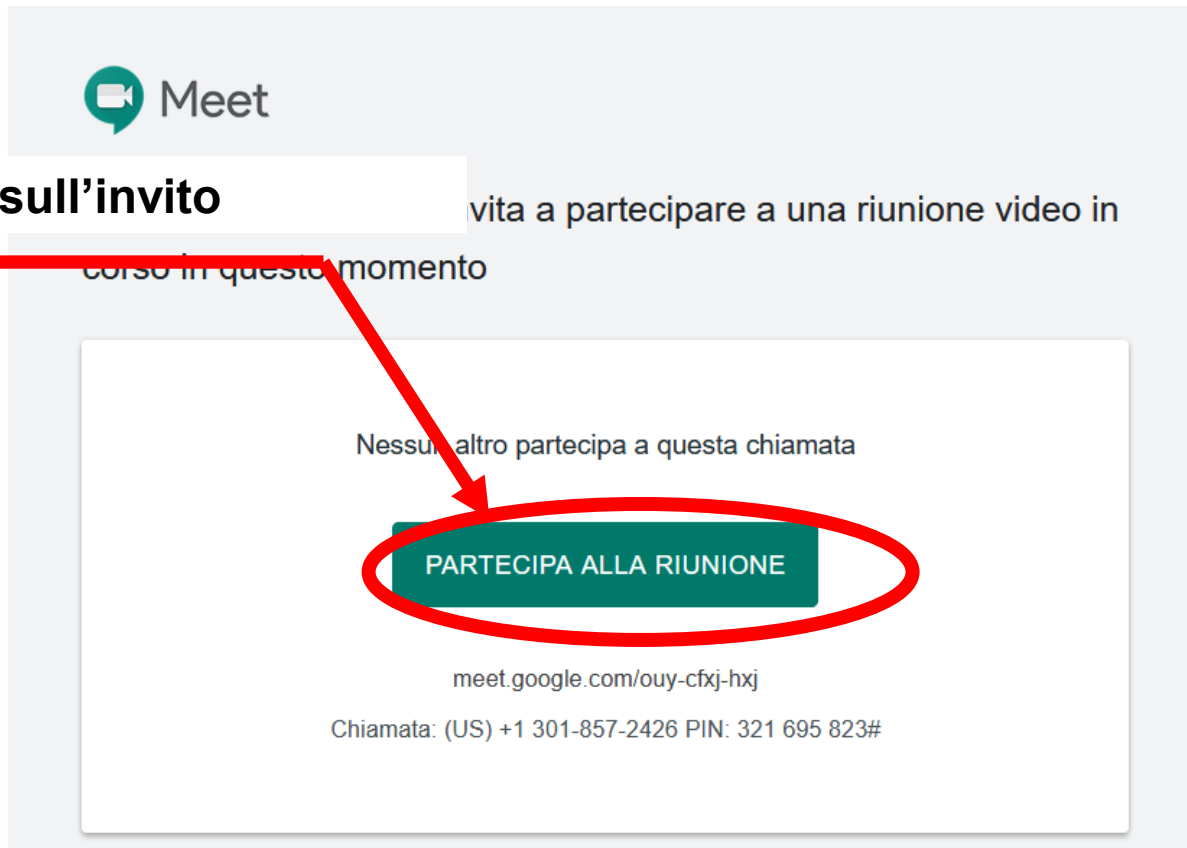 Meet
sull’invito
vita a partecipare a una riunione video in
corso in questo momento
Nessun altro partecipa a questa chiamata
PARTECIPA ALLA RIUNIONE
meet.google.com/ouy-cfxj-hxj
Chiamata: (US) +1 301-857-2426 PIN: 321 695 823#